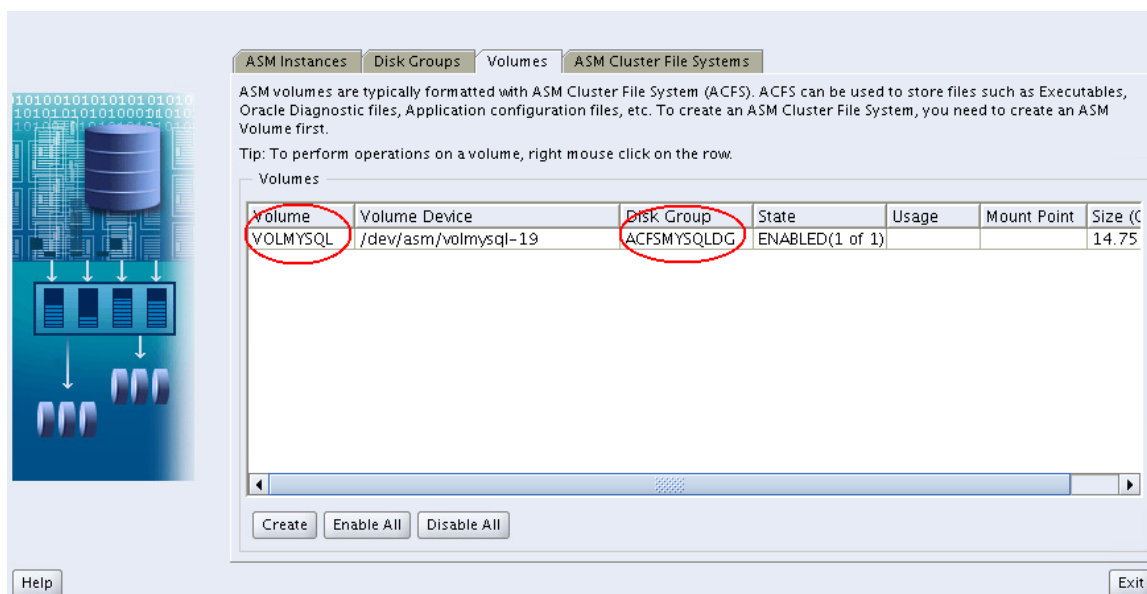 ASM Instances Disk Groups Volumes ASM Cluster File Systems
ASM volumes are typically formatted with ASM Cluster File System (ACFS). ACFS can be used to store files such as Executables,
Oracle Diagnostic files, Application configuration files, etc. To create an ASM Cluster File System, you need to create an ASM
Volume first.
Tip: To perform operations on a volume, right mouse click on the row.
Volumes
Volume Volume Device Disk Group State Usage Mount Point Size (
VOLMYSQL /dev/asm/volmysql-19 ACFSMYSQLDG ENABLED(1 of 1) 14.75
Create Enable All Disable All
Help Exit